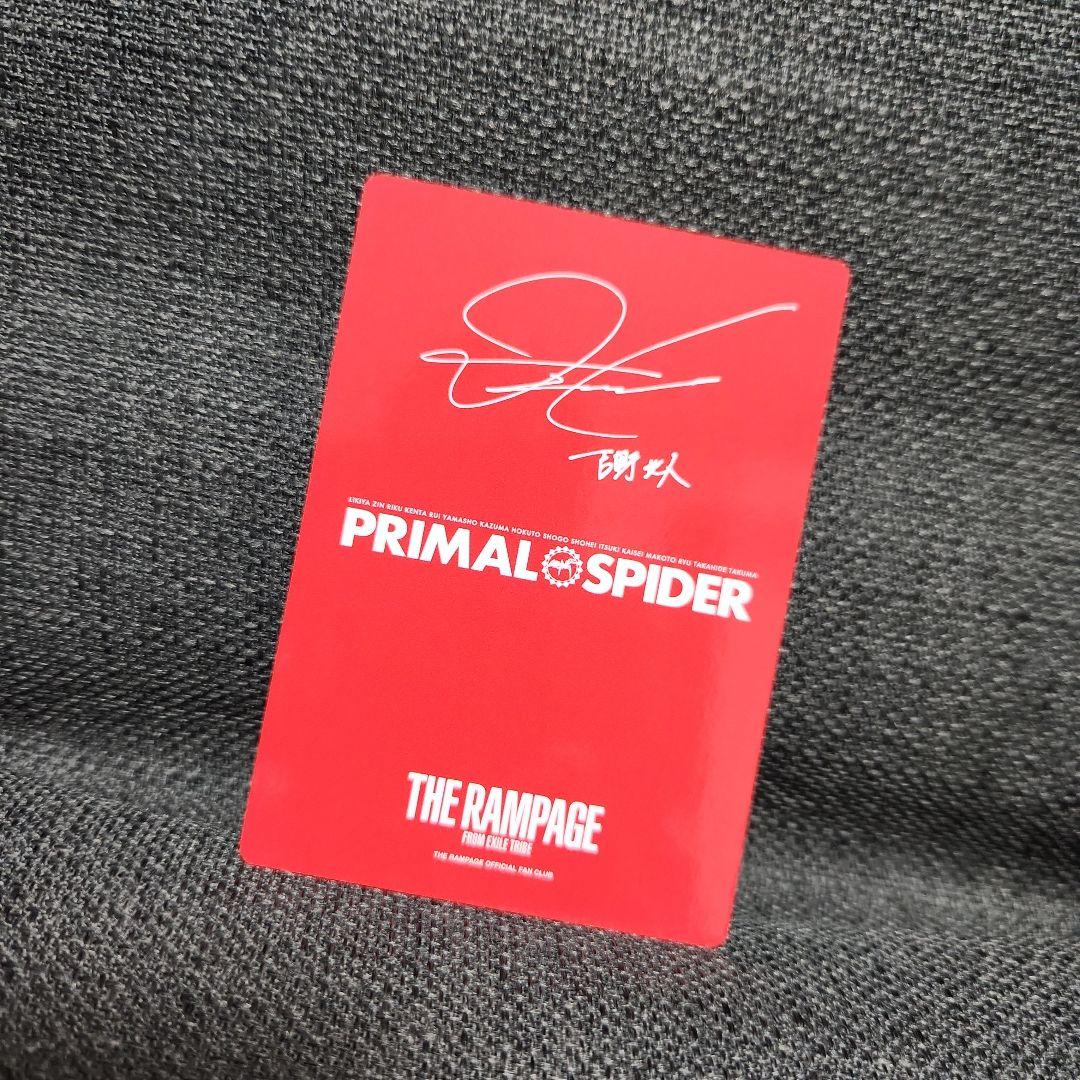 吉野北人
LIKIYA ZIN RIKU KENTA RUI YAMASHO KAZUMA HOKUTO SHOGO SHOHEI ITSUKI KAISEI MAKOTO RYU TAKAHIDE TAKUMA
PRIMAL SPIDER
THE RAMPAGE
FROM EXILE TRIBE
THE RAMPAGE OFFICIAL FAN CLUB